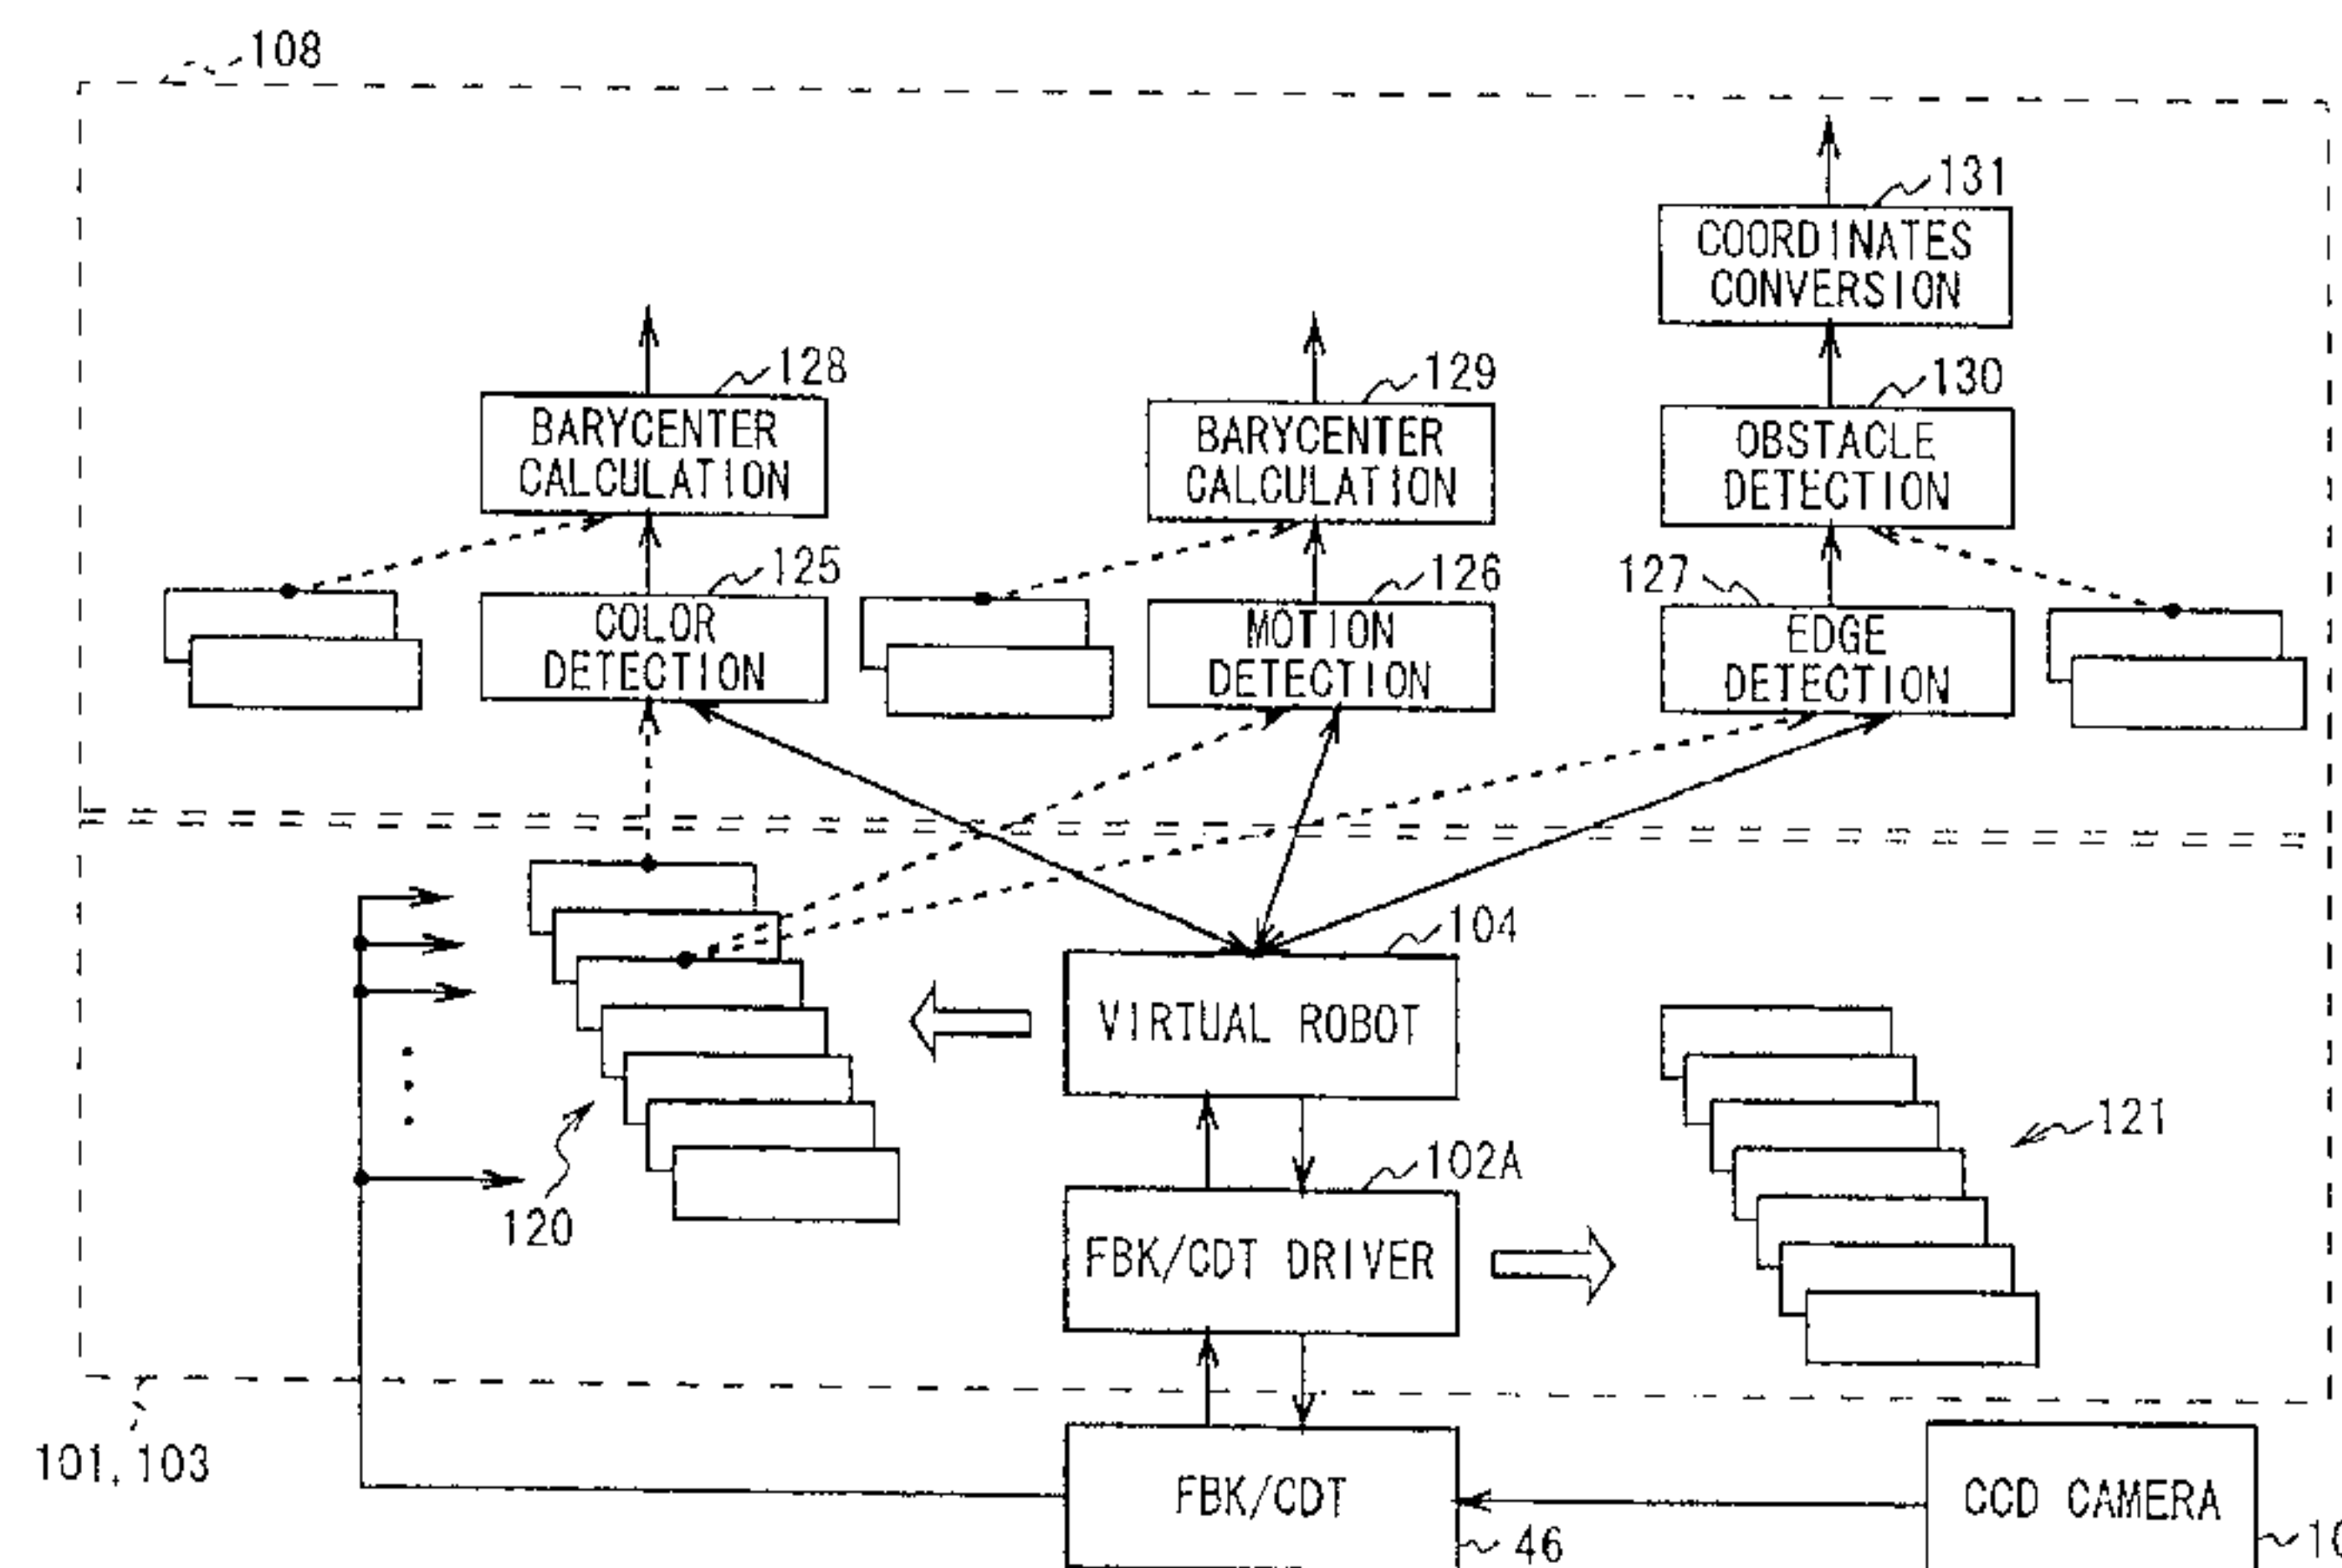 108
131
COORDINATES
CONVERSION
128
129
130
BARYCENTER
CALCULATION
BARYCENTER
CALCULATION
OBSTACLE
DETECTION
125
126
127
COLOR
DETECTION
MOTION
DETECTION
EDGE
DETECTION
104
VIRTUAL ROBOT
121
102A
120
FBK/CDT DRIVER
101,103
FBK/CDT
CCD CAMERA
46